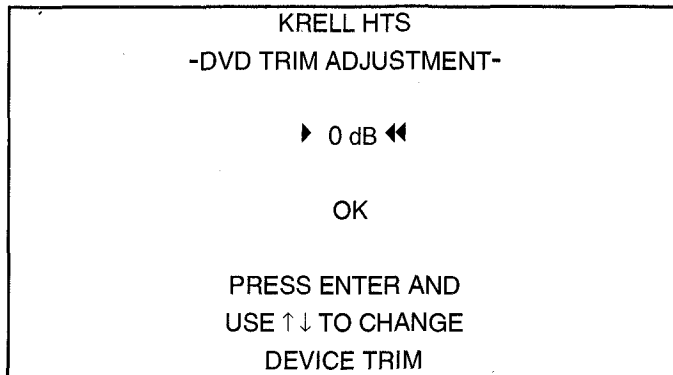 KRELL HTS
-DVD TRIM ADJUSTMENT-
▶ 0 dB ◀◀
OK
PRESS ENTER AND
USE ↑↓ TO CHANGE
DEVICE TRIM